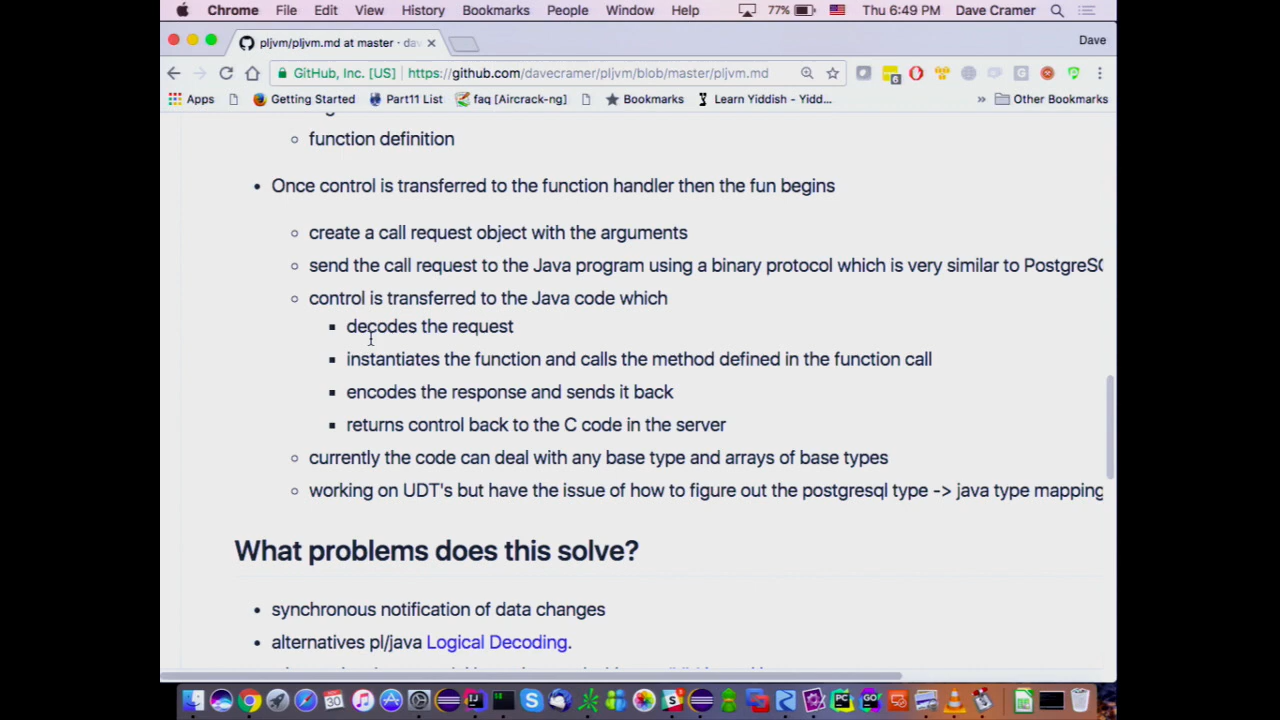 Chrome File Edit View History Bookmarks People Window Help 77% Thu 6:49 PM Dave Cramer
pljvm/pljvm.md at master · dav Dave
GitHub, Inc. [US] https://github.com/davecramer/pljvm/blob/master/pljvm.md
Apps Getting Started Part11 List faq [Aircrack-ng] Bookmarks Learn Yiddish - Yidd... » Other Bookmarks
function definition
Once control is transferred to the function handler then the fun begins
create a call request object with the arguments
send the call request to the Java program using a binary protocol which is very similar to PostgreSQ
control is transferred to the Java code which
decodes the request
instantiates the function and calls the method defined in the function call
encodes the response and sends it back
returns control back to the C code in the server
currently the code can deal with any base type and arrays of base types
working on UDT's but have the issue of how to figure out the postgresql type -> java type mapping
What problems does this solve?
synchronous notification of data changes
alternatives pl/java Logical Decoding.